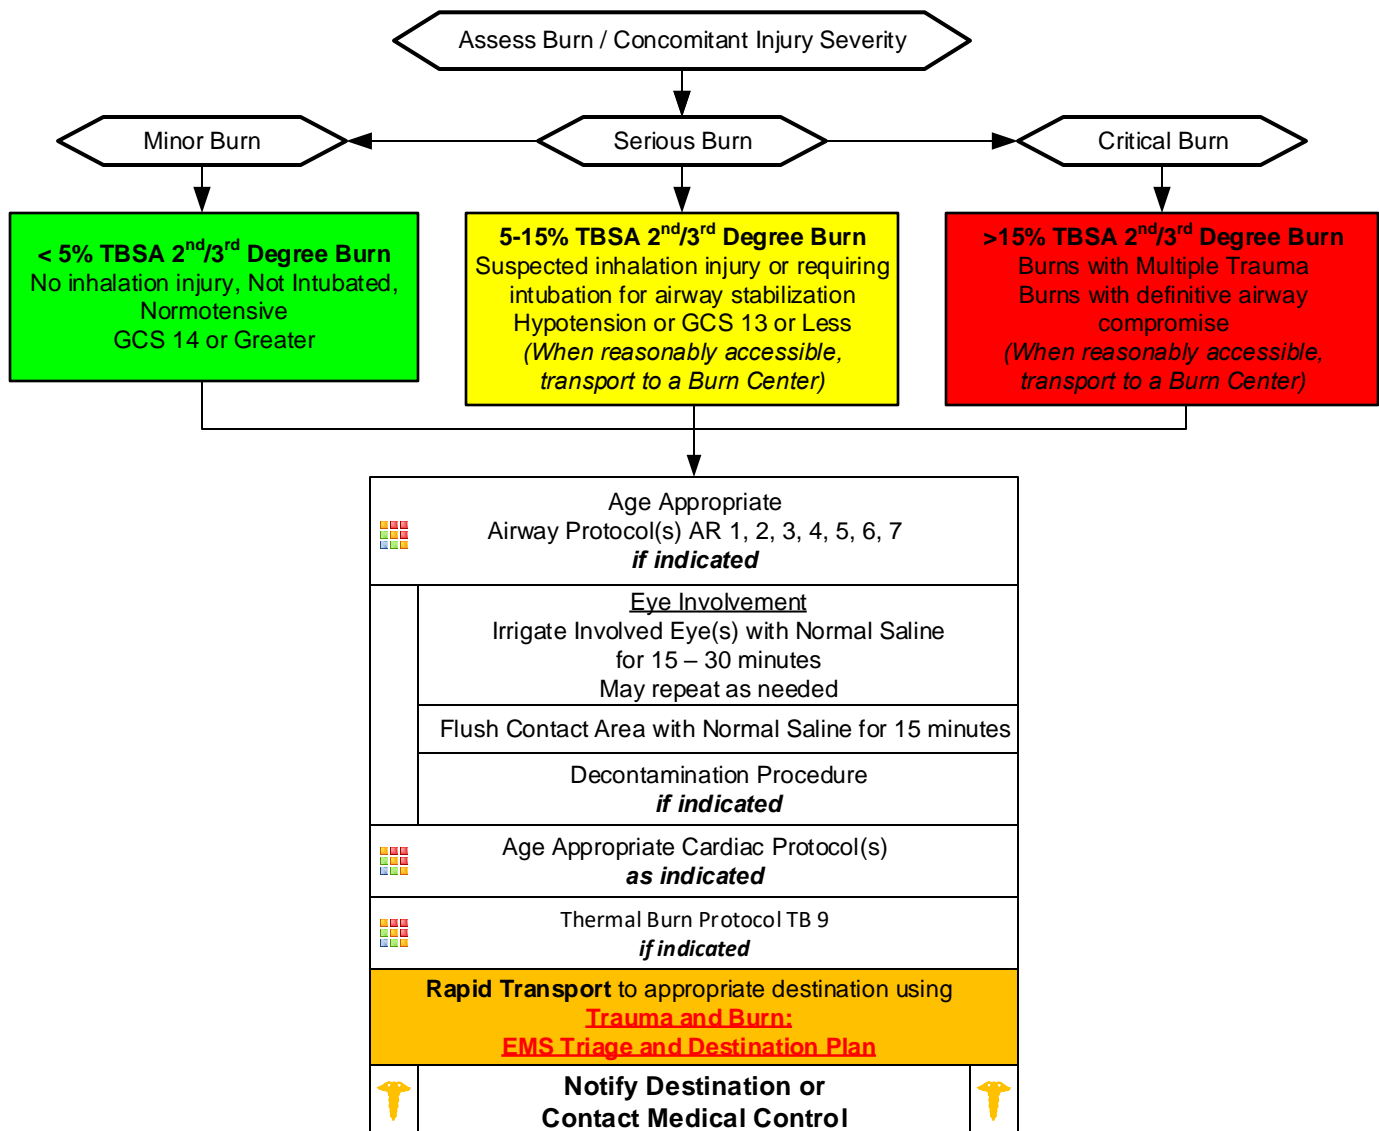 Assess Burn / Concomitant Injury Severity
Minor Burn
Serious Burn
Critical Burn
< 5% TBSA 2nd/3rd Degree Burn
No inhalation injury, Not Intubated,
Normotensive
GCS 14 or Greater
5-15% TBSA 2nd/3rd Degree Burn
Suspected inhalation injury or requiring
intubation for airway stabilization
Hypotension or GCS 13 or Less
(When reasonably accessible,
transport to a Burn Center)
>15% TBSA 2nd/3rd Degree Burn
Burns with Multiple Trauma
Burns with definitive airway
compromise
(When reasonably accessible,
transport to a Burn Center)
Age Appropriate
Airway Protocol(s) AR 1, 2, 3, 4, 5, 6, 7
if indicated
Eye Involvement
Irrigate Involved Eye(s) with Normal Saline
for 15 – 30 minutes
May repeat as needed
Flush Contact Area with Normal Saline for 15 minutes
Decontamination Procedure
if indicated
Age Appropriate Cardiac Protocol(s)
as indicated
Thermal Burn Protocol TB 9
if indicated
Rapid Transport to appropriate destination using
Trauma and Burn:
EMS Triage and Destination Plan
Notify Destination or
Contact Medical Control